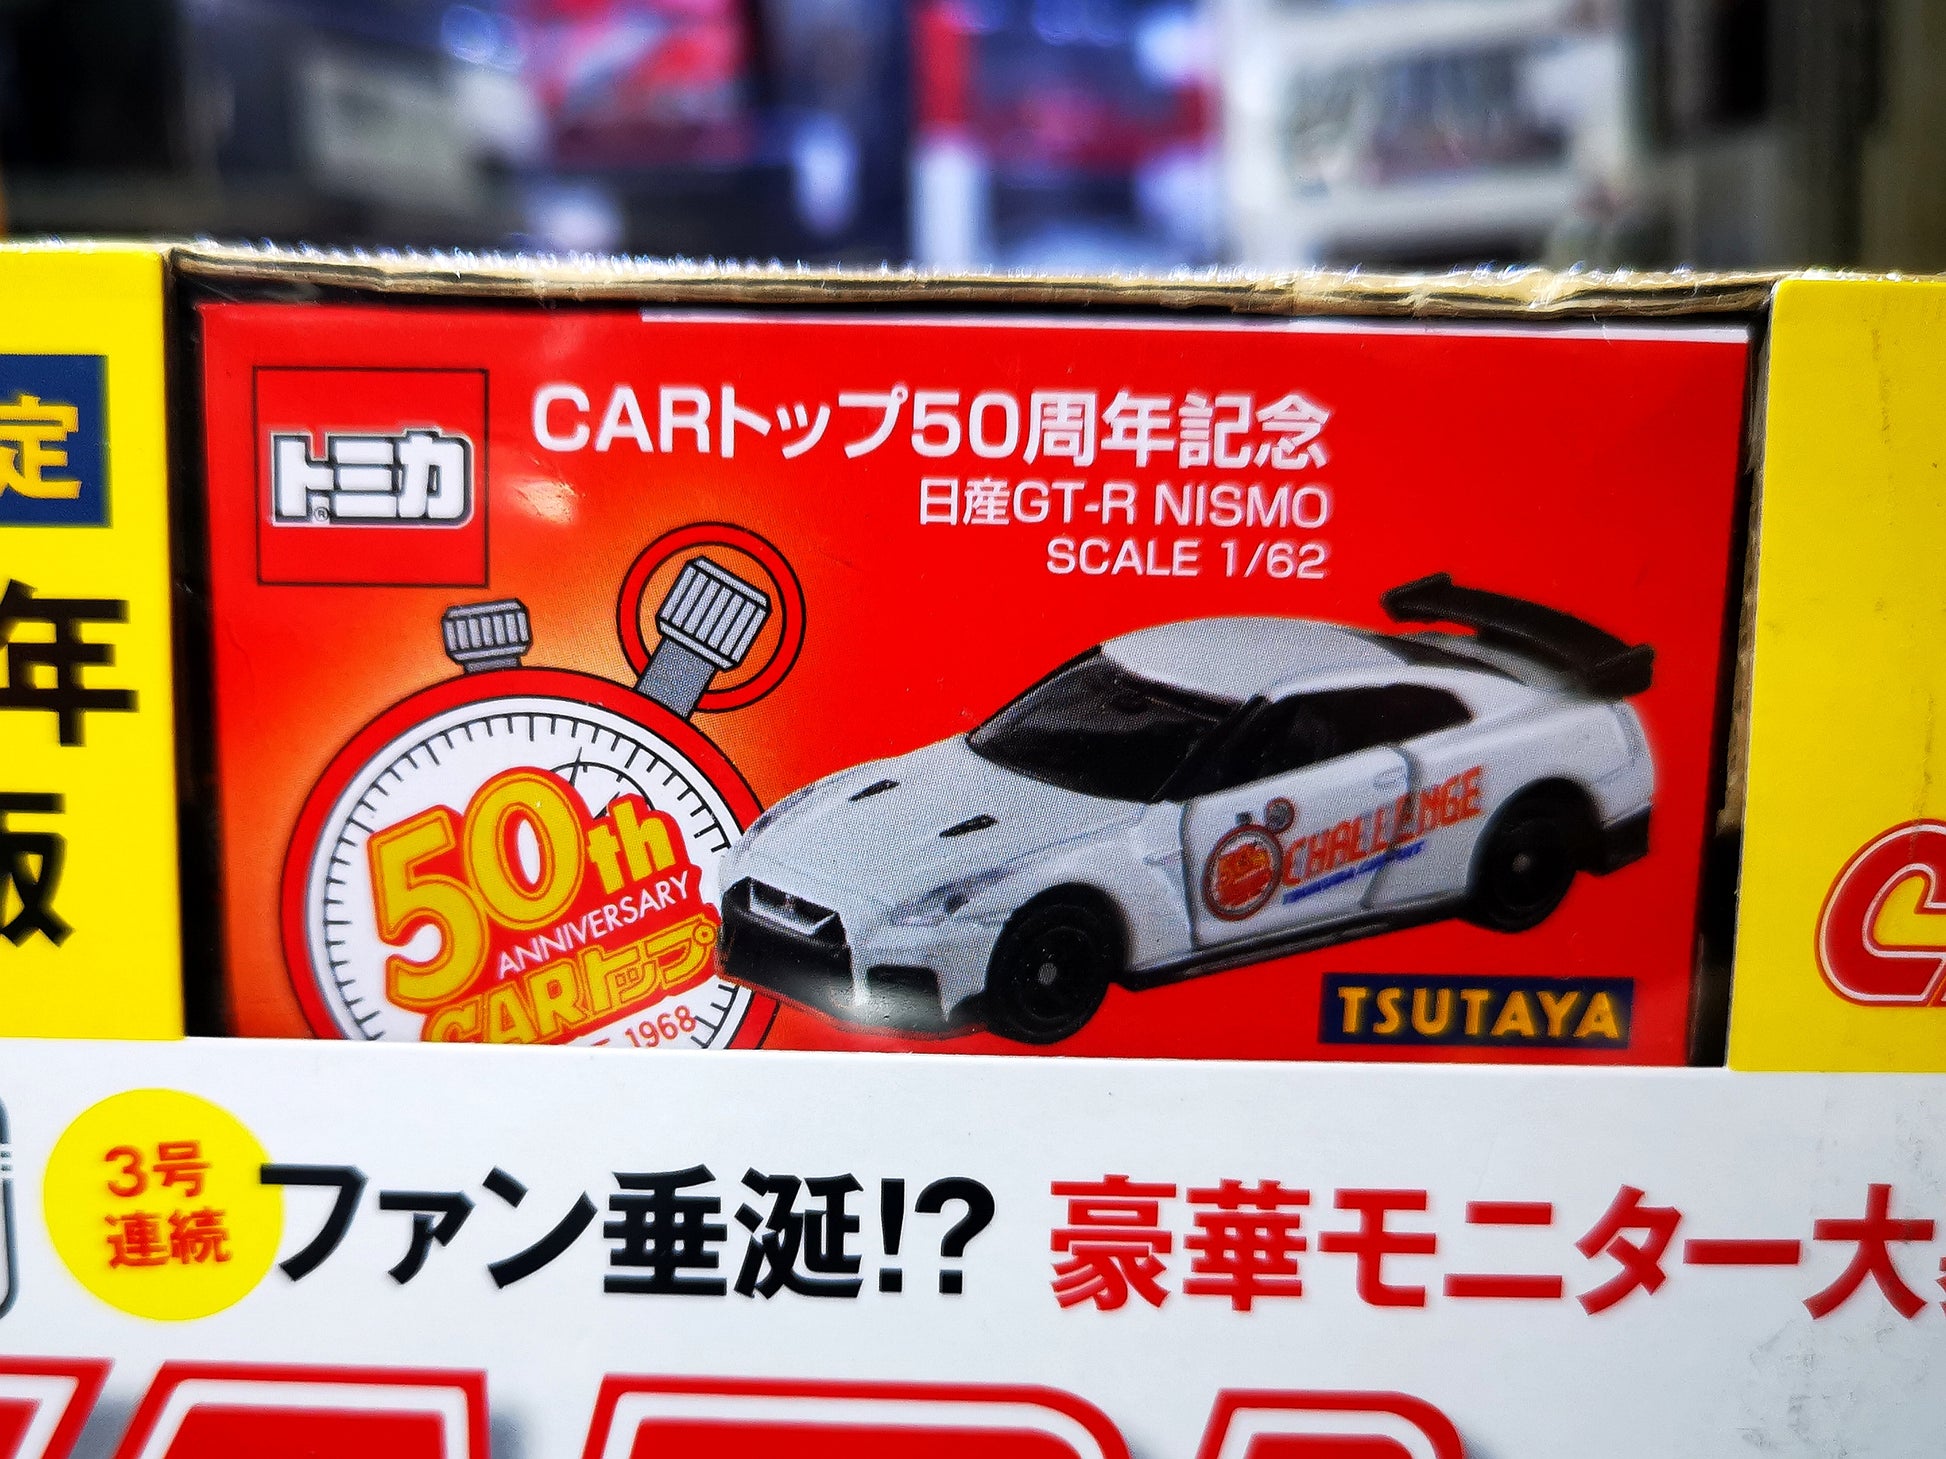 定
年
版
トミカ
CARトップ50周年記念
日産GT-R NISMO
SCALE 1/62
50th
ANNIVERSARY
CARトップ
1968
CHALLENGE
TSUTAYA
3号
連続
ファン垂涎!? 豪華モニター大